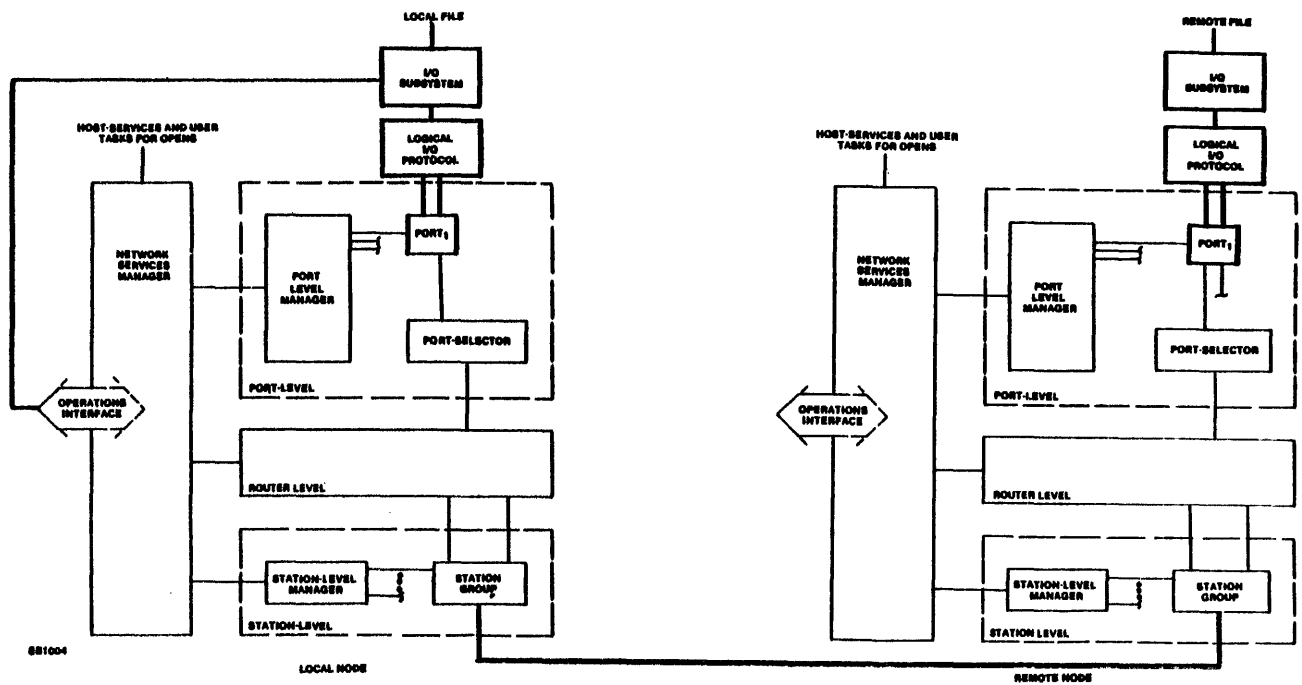 LOCAL FILE
I/O
SUBSYSTEM
HOST-SERVICES AND USER
TASKS FOR OPENS
LOGICAL
I/O
PROTOCOL
PORT1
NETWORK
SERVICES
MANAGER
PORT
LEVEL
MANAGER
PORT-SELECTOR
PORT-LEVEL
OPERATIONS
INTERFACE
ROUTER LEVEL
STATION-LEVEL
MANAGER
STATION
GROUP
STATION-LEVEL
LOCAL NODE
REMOTE FILE
I/O
SUBSYSTEM
HOST-SERVICES AND USER
TASKS FOR OPENS
LOGICAL
I/O
PROTOCOL
PORT1
NETWORK
SERVICES
MANAGER
PORT
LEVEL
MANAGER
PORT-SELECTOR
PORT-LEVEL
OPERATIONS
INTERFACE
ROUTER LEVEL
STATION-LEVEL
MANAGER
STATION
GROUP
STATION LEVEL
REMOTE NODE